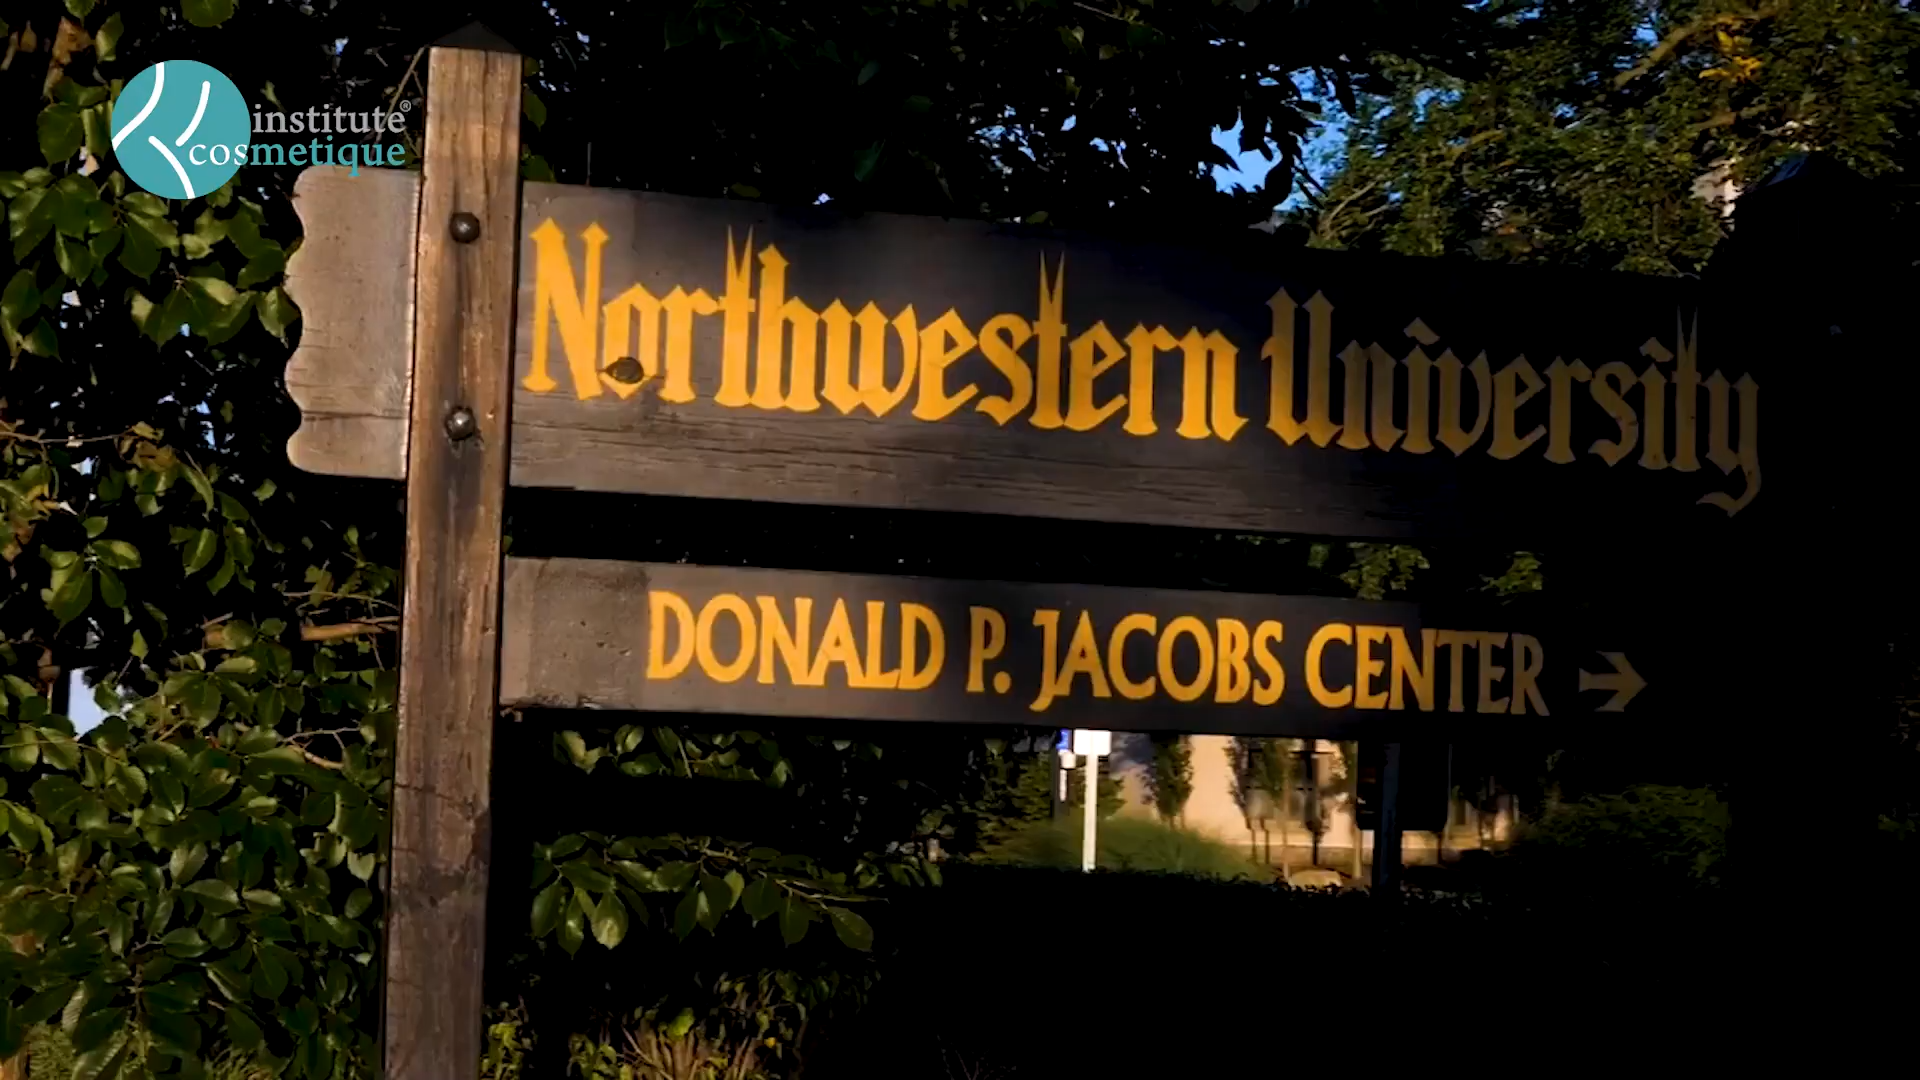 institute®
cosmetique
Northwestern University
DONALD P. JACOBS CENTER →